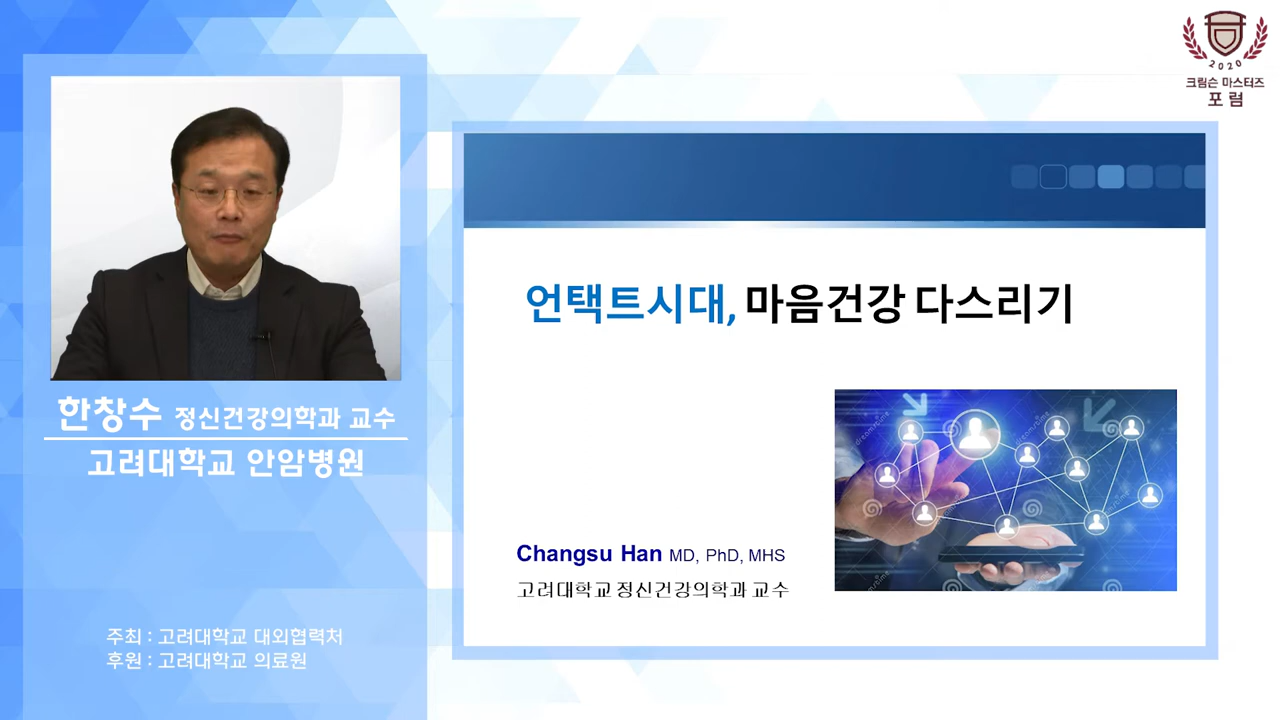 2020
크림슨 마스터즈
포럼
한창수 정신건강의학과 교수
고려대학교 안암병원
주최 : 고려대학교 대외협력처
후원 : 고려대학교 의료원
언택트시대, 마음건강 다스리기
Changsu Han MD, PhD, MHS
고려대학교 정신건강의학과 교수